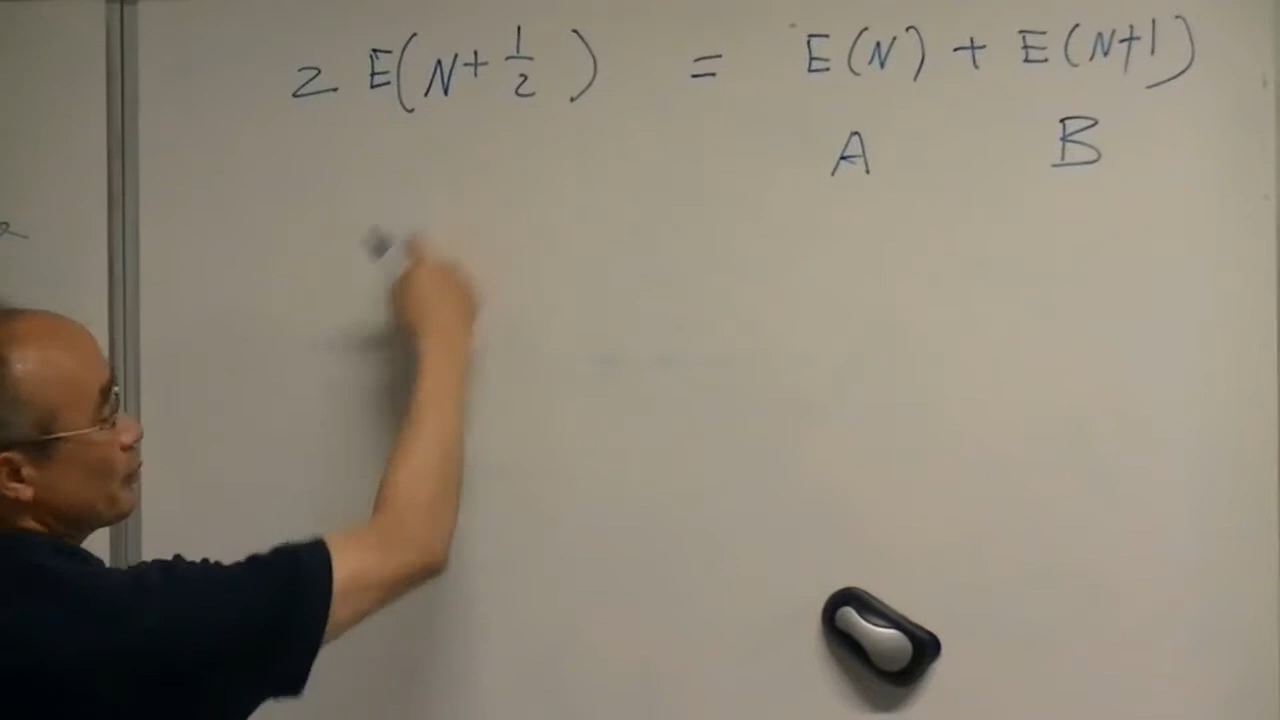 2 E(N+1/2) = E(N) + E(N+1)
A B